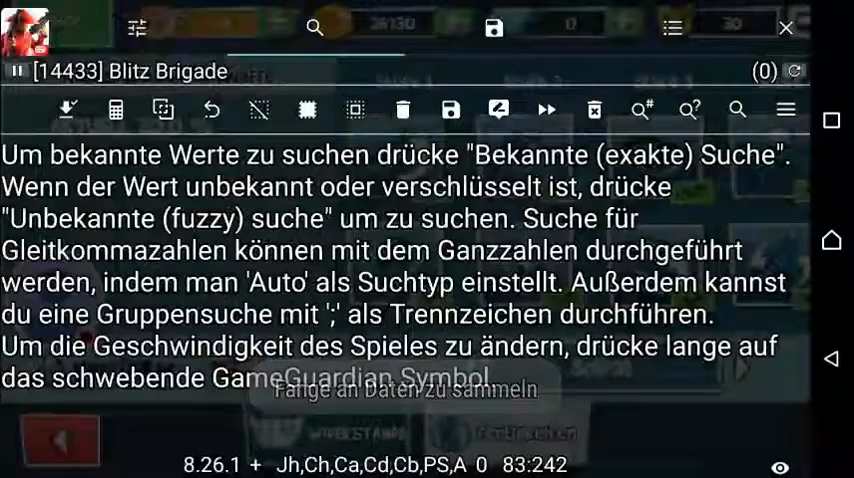 26130 0 30
[14433] Blitz Brigade (0)
Um bekannte Werte zu suchen drücke "Bekannte (exakte) Suche".
Wenn der Wert unbekannt oder verschlüsselt ist, drücke
"Unbekannte (fuzzy) suche" um zu suchen. Suche für
Gleitkommazahlen können mit dem Ganzzahlen durchgeführt
werden, indem man 'Auto' als Suchtyp einstellt. Außerdem kannst
du eine Gruppensuche mit ';' als Trennzeichen durchführen.
Um die Geschwindigkeit des Spieles zu ändern, drücke lange auf
das schwebende GameGuardian Symbol.
Fange an Daten zu sammeln
WIDERSTAND
8.26.1 + Jh,Ch,Ca,Cd,Cb,PS,A 0 83:242